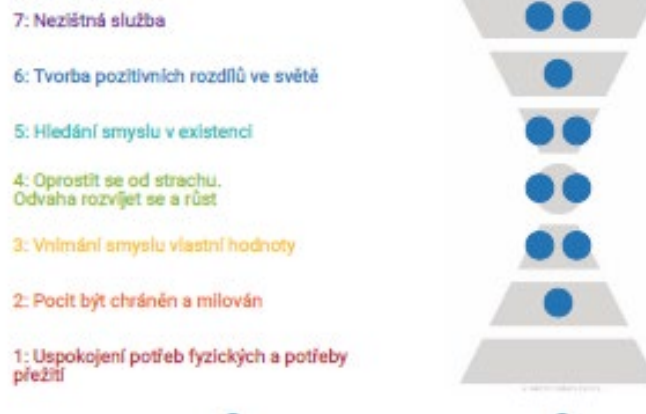 7: Nezištná služba
6: Tvorba pozitivních rozdílů ve světě
5: Hledání smyslu v existenci
4: Oprostit se od strachu.
Odvaha rozvíjet se a růst
3: Vnímání smyslu vlastní hodnoty
2: Pocit být chráněn a milován
1: Uspokojení potřeb fyzických a potřeby
přežití